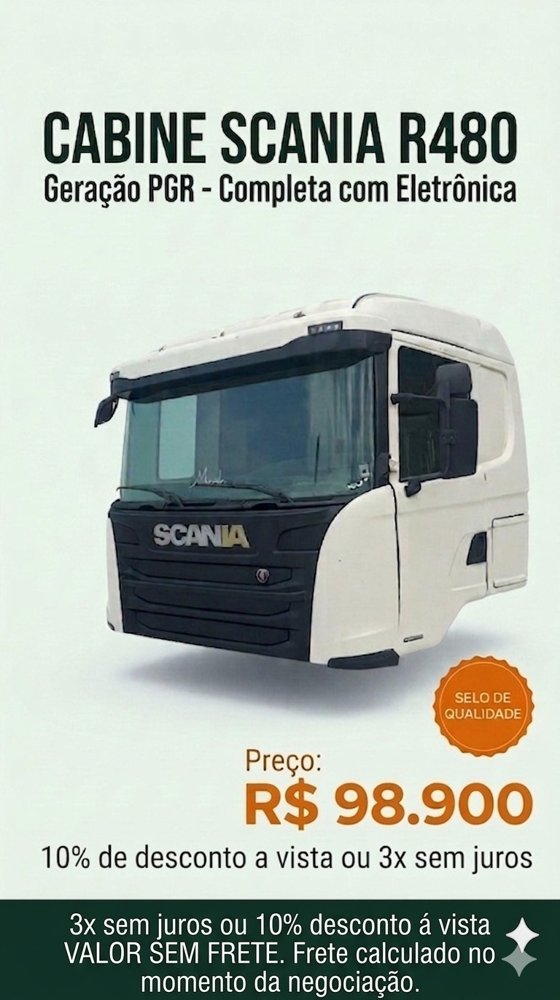 CABINE SCANIA R480
Geração PGR - Completa com Eletrônica
SCANIA
SELO DE
QUALIDADE
Preço:
R$ 98.900
10% de desconto a vista ou 3x sem juros
3x sem juros ou 10% desconto á vista
VALOR SEM FRETE. Frete calculado no
momento da negociação.